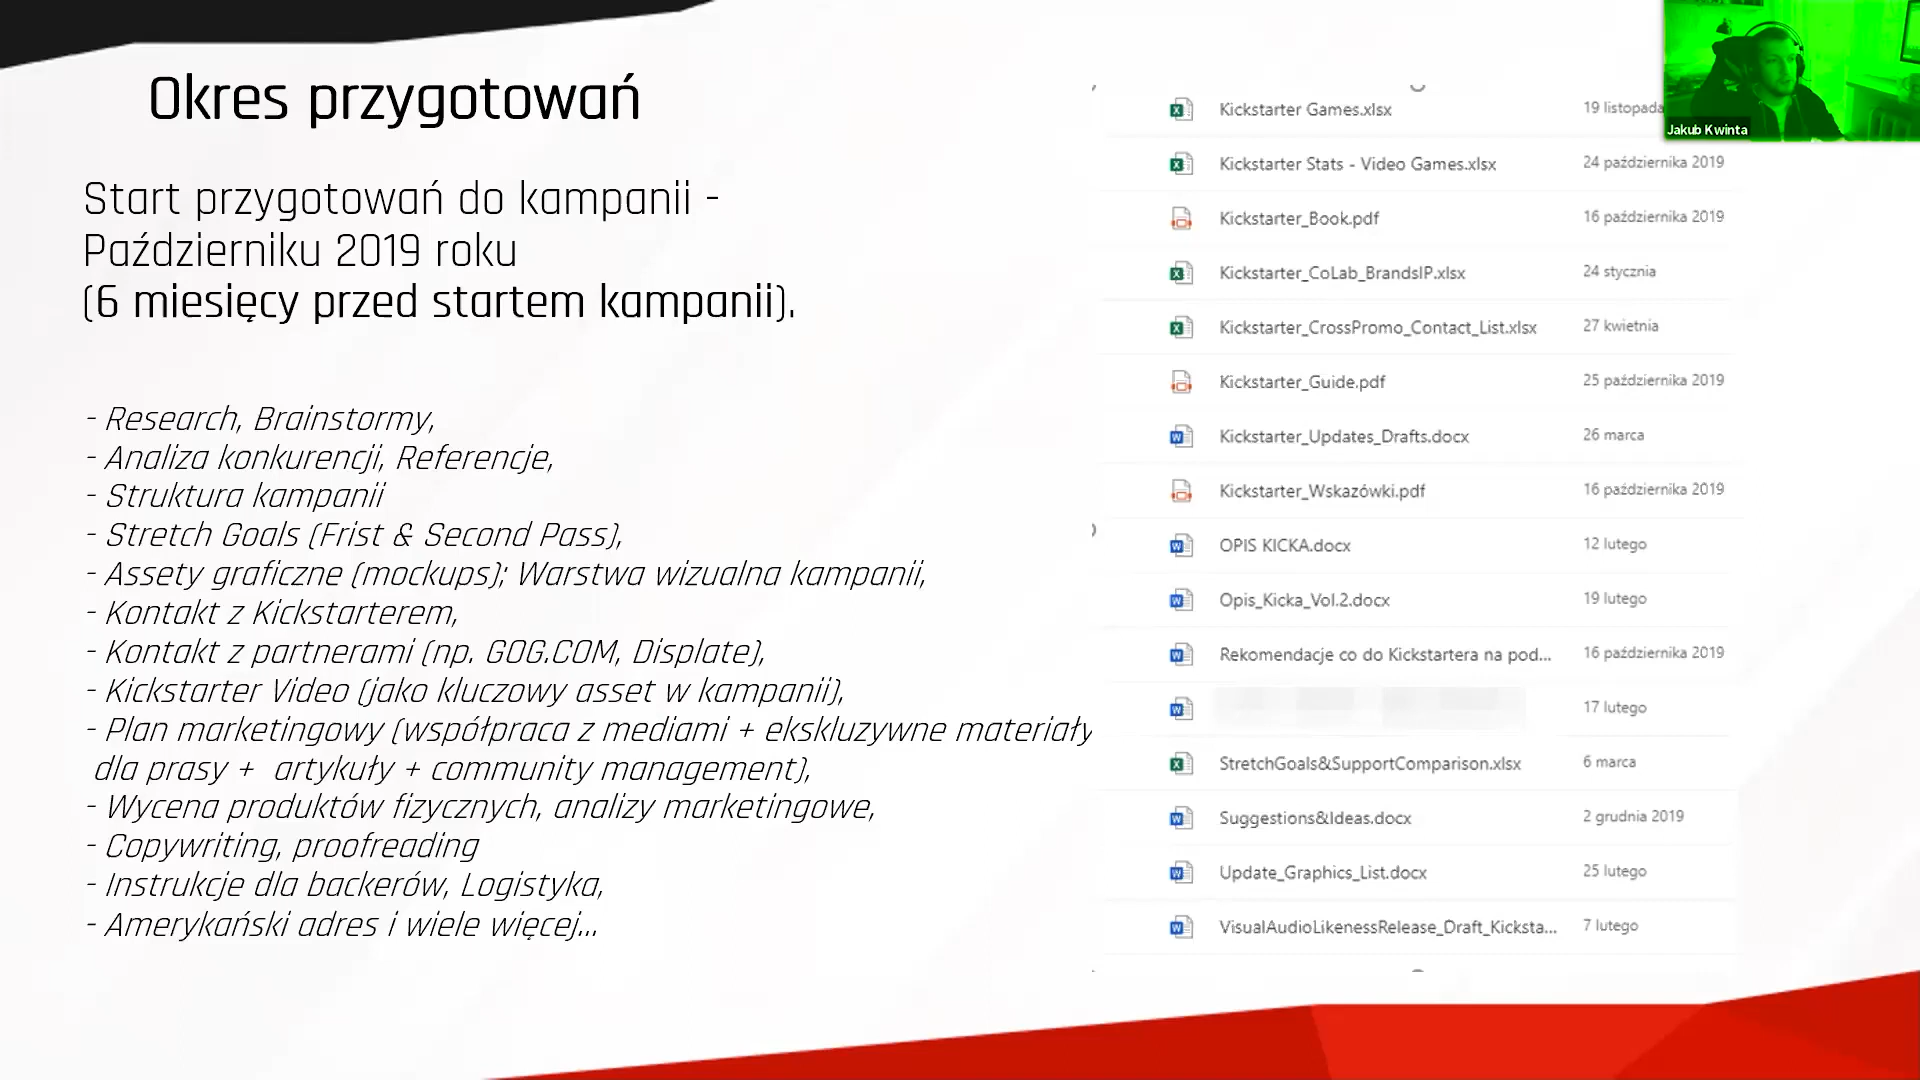 Okres przygotowań
Start przygotowań do kampanii -
Październiku 2019 roku
(6 miesięcy przed startem kampanii).
- Research, Brainstormy,
- Analiza konkurencji, Referencje,
- Struktura kampanii
- Stretch Goals (Frist & Second Pass),
- Assety graficzne (mockups); Warstwa wizualna kampanii,
- Kontakt z Kickstarterem,
- Kontakt z partnerami (np. GOG.COM, Displate),
- Kickstarter Video (jako kluczowy asset w kampanii),
- Plan marketingowy (współpraca z mediami + ekskluzywne materiały
dla prasy + artykuły + community management),
- Wycena produktów fizycznych, analizy marketingowe,
- Copywriting, proofreading
- Instrukcje dla backerów, Logistyka,
- Amerykański adres i wiele więcej...
Kickstarter Games.xlsx 19 listopada
Kickstarter Stats - Video Games.xlsx 24 października 2019
Kickstarter_Book.pdf 16 października 2019
Kickstarter_CoLab_BrandsIP.xlsx 24 stycznia
Kickstarter_CrossPromo_Contact_List.xlsx 27 kwietnia
Kickstarter_Guide.pdf 25 października 2019
Kickstarter_Updates_Drafts.docx 26 marca
Kickstarter_Wskazówki.pdf 16 października 2019
OPIS KICKA.docx 12 lutego
Opis_Kicka_Vol.2.docx 19 lutego
Rekomendacje co do Kickstartera na pod... 16 października 2019
17 lutego
StretchGoals&SupportComparison.xlsx 6 marca
Suggestions&Ideas.docx 2 grudnia 2019
Update_Graphics_List.docx 25 lutego
VisualAudioLikenessRelease_Draft_Kicksta... 7 lutego
Jakub Kwinta